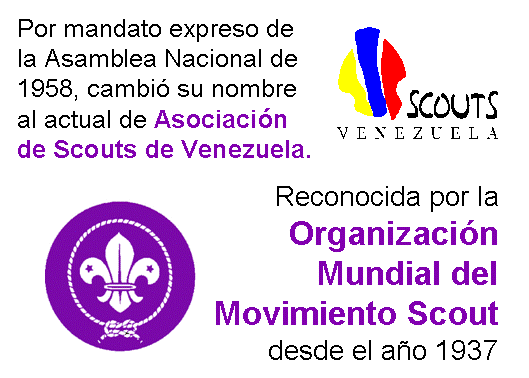 Por mandato expreso de
la Asamblea Nacional de
1958, cambió su nombre
al actual de Asociación
de Scouts de Venezuela.
SCOUTS
VENEZUELA
Reconocida por la
Organización
Mundial del
Movimiento Scout
desde el año 1937